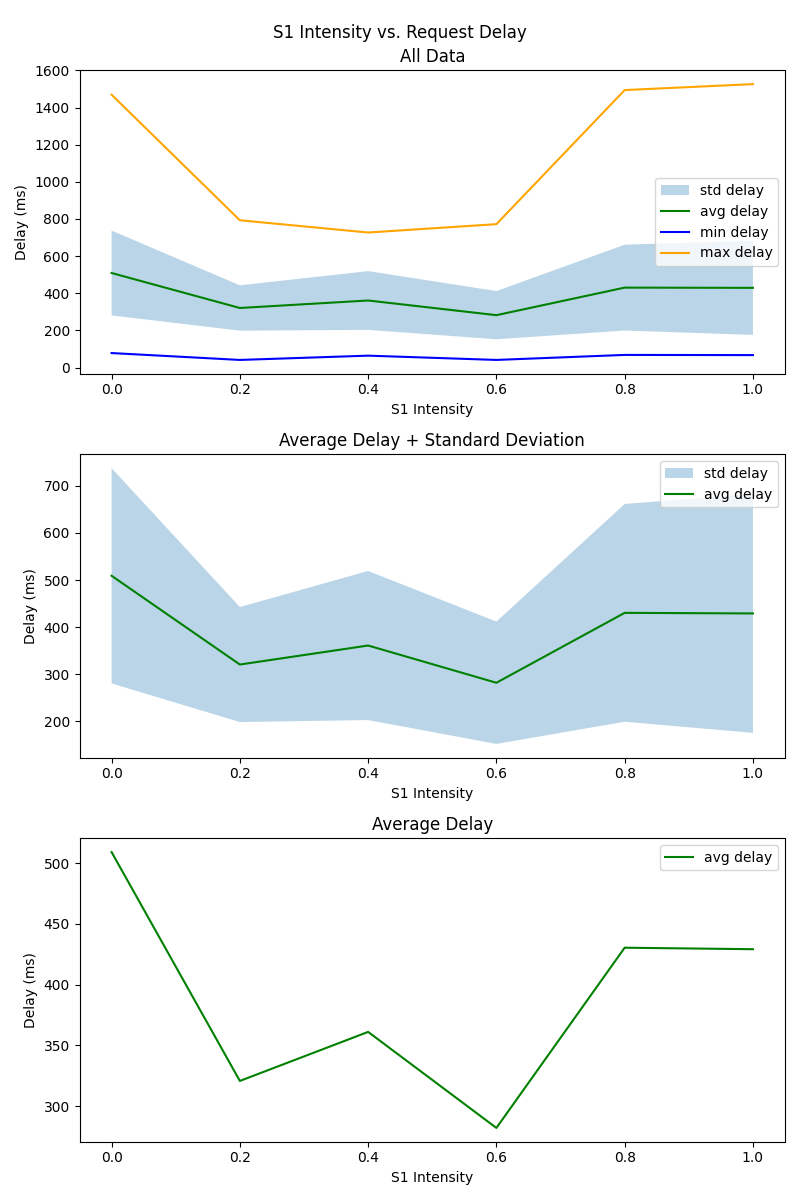 S1 Intensity vs. Request Delay
All Data
1600
1400
1200
1000
800
600
400
200
0
Delay (ms)
std delay
avg delay
min delay
max delay
0.0 0.2 0.4 0.6 0.8 1.0
S1 Intensity
Average Delay + Standard Deviation
700
600
500
400
300
200
Delay (ms)
std delay
avg delay
0.0 0.2 0.4 0.6 0.8 1.0
S1 Intensity
Average Delay
500
450
400
350
300
Delay (ms)
avg delay
0.0 0.2 0.4 0.6 0.8 1.0
S1 Intensity